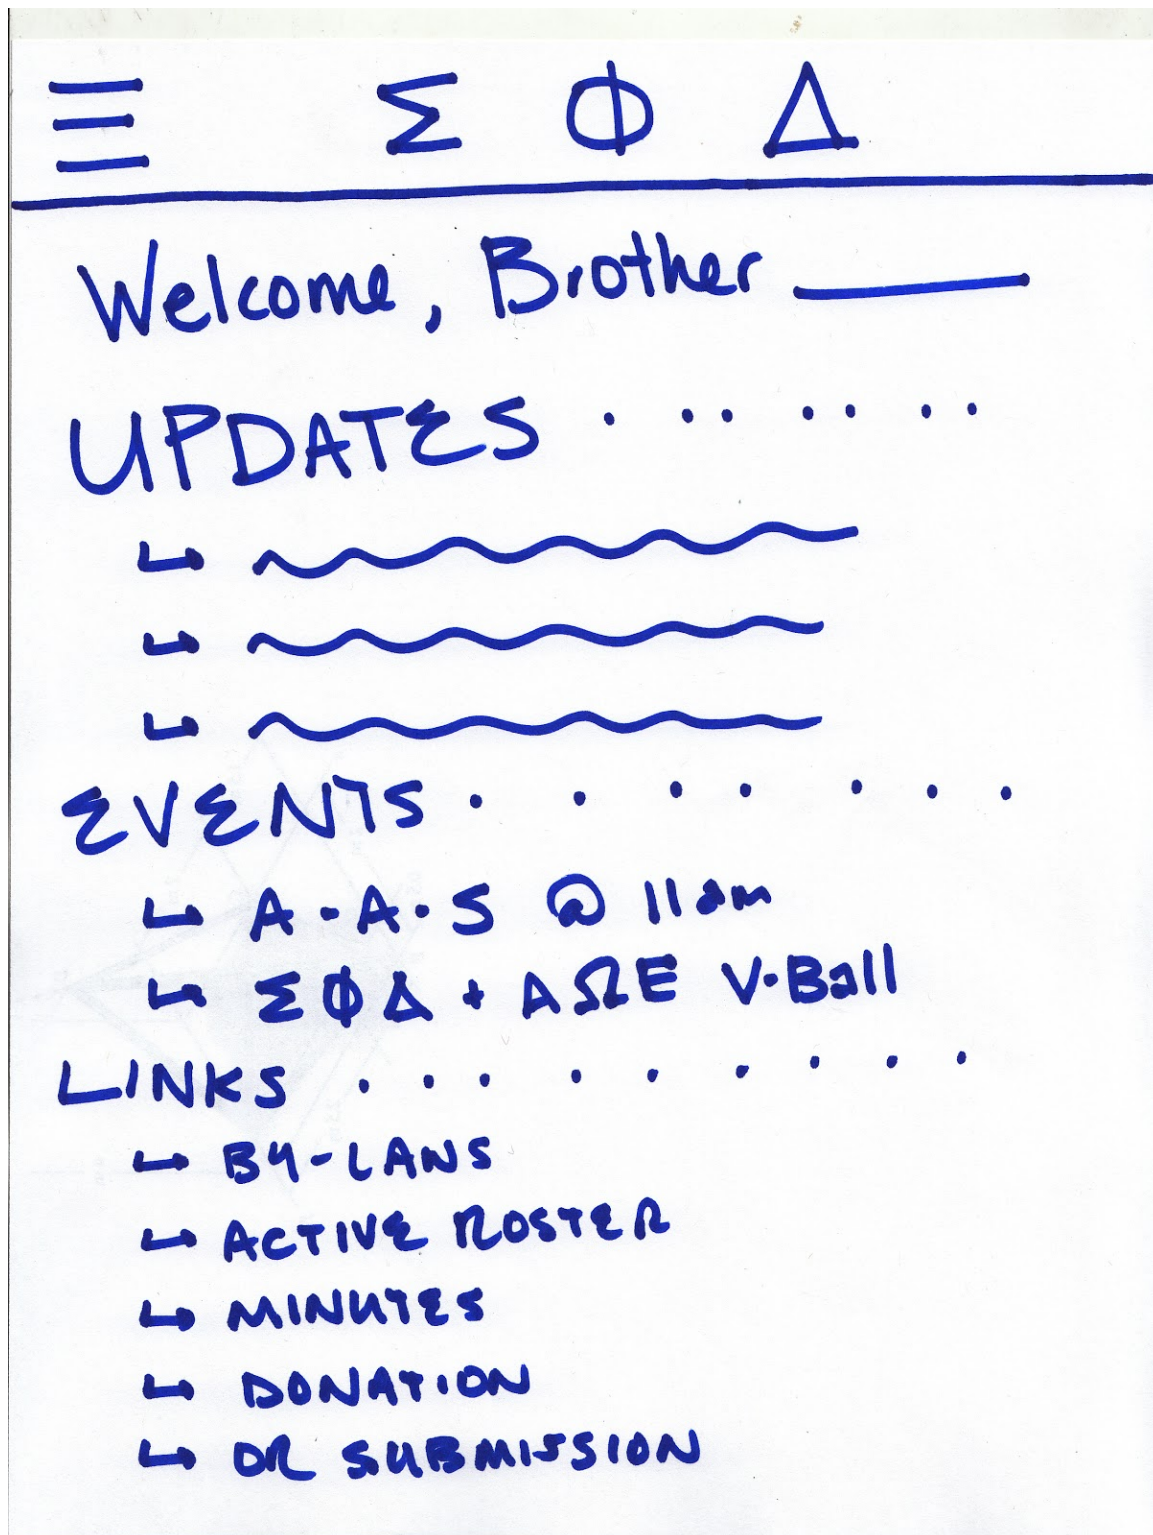 Σ Φ Δ
Welcome, Brother
UPDATES
EVENTS
A-A-S @ 11am
ΣΦΔ + AΩE V-Ball
LINKS
BY-LAWS
ACTIVE ROSTER
MINUTES
DONATION
DR SUBMISSION